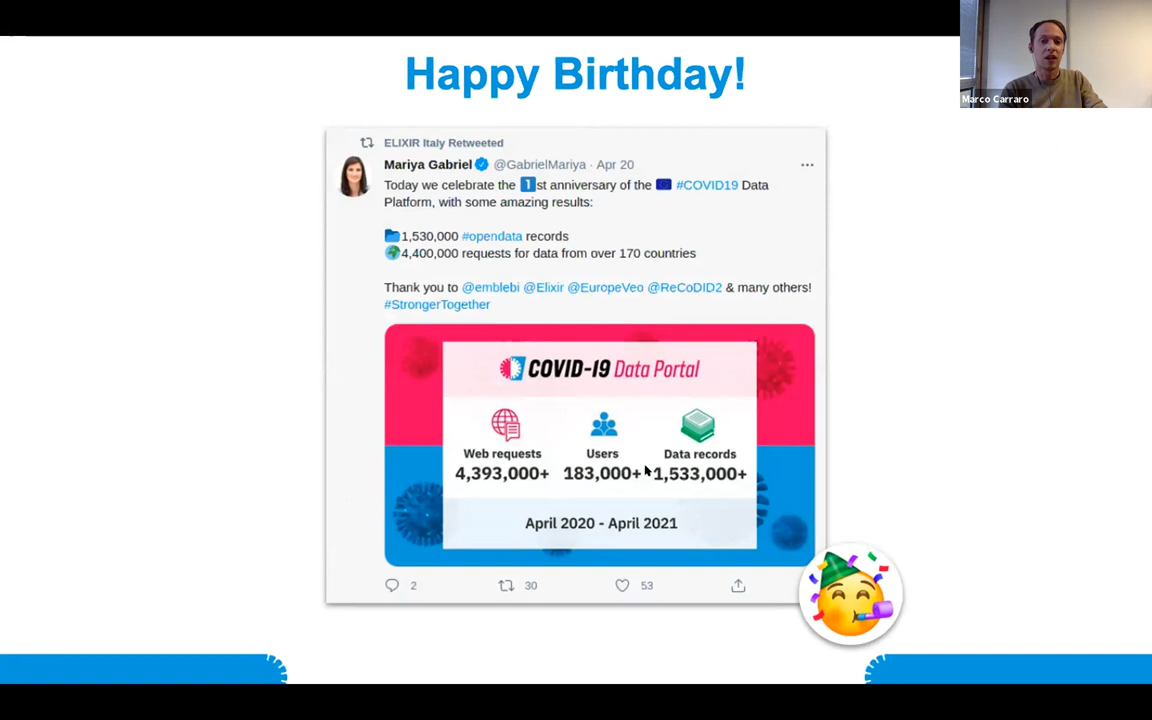 Happy Birthday!
Marco Carraro
ELIXIR Italy Retweeted
Mariya Gabriel @GabrielMariya · Apr 20
Today we celebrate the 1st anniversary of the #COVID19 Data
Platform, with some amazing results:
1,530,000 #opendata records
4,400,000 requests for data from over 170 countries
Thank you to @emblebi @Elixir @EuropeVeo @ReCoDID2 & many others!
#StrongerTogether
COVID-19 Data Portal
Web requests Users Data records
4,393,000+ 183,000+ 1,533,000+
April 2020 - April 2021
2 30 53